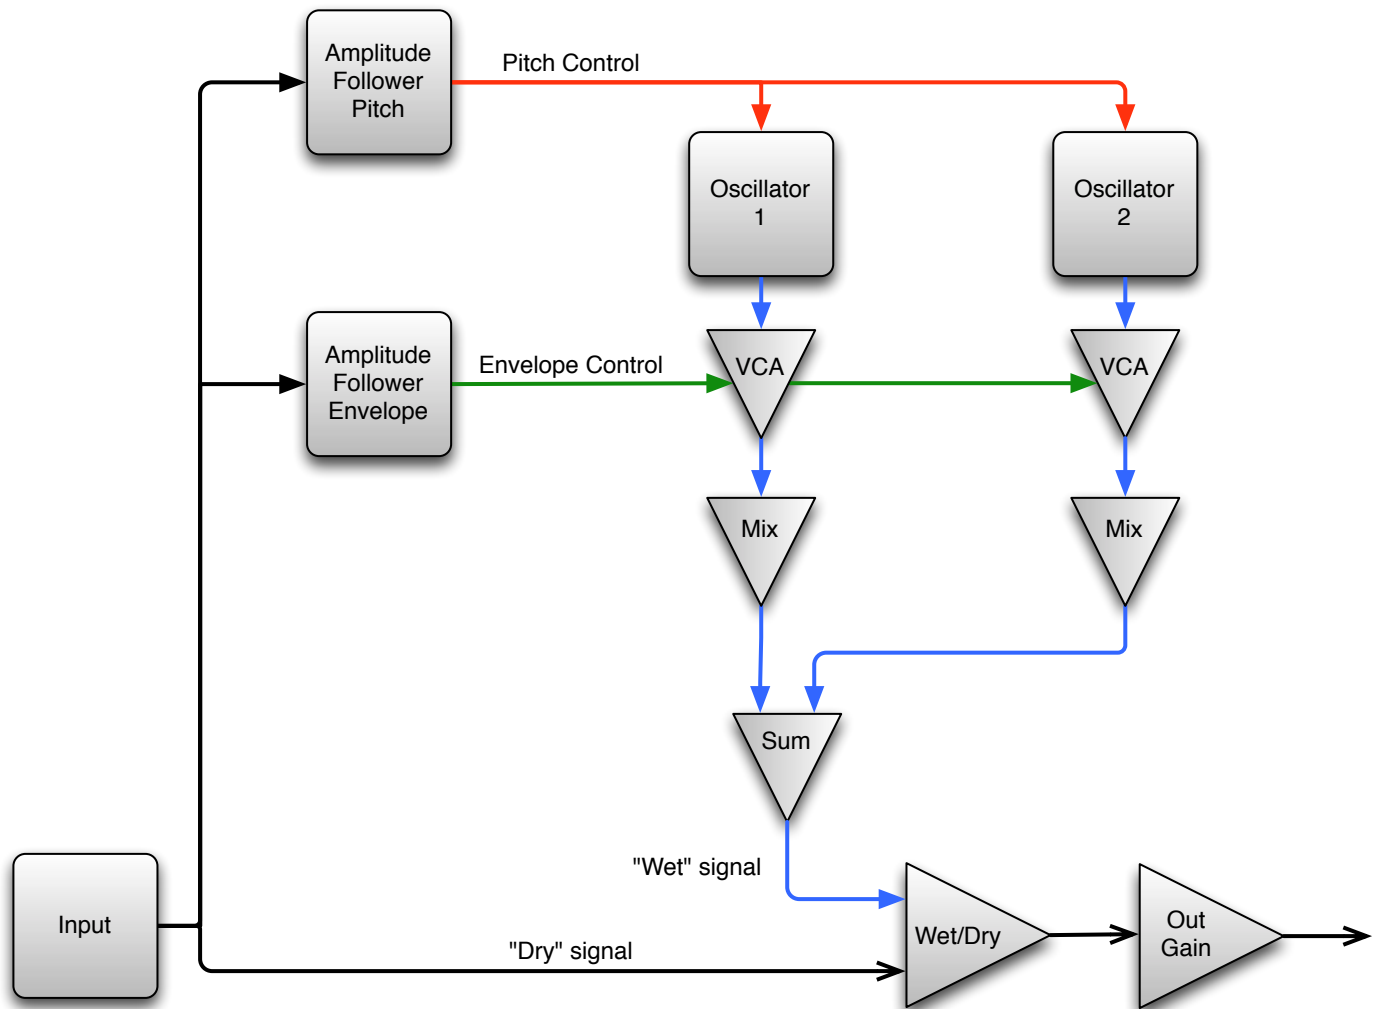 Amplitude
Follower
Pitch
Pitch Control
Oscillator
1
Oscillator
2
Amplitude
Follower
Envelope
Envelope Control
VCA
VCA
Mix
Mix
Sum
"Wet" signal
Input
"Dry" signal
Wet/Dry
Out
Gain